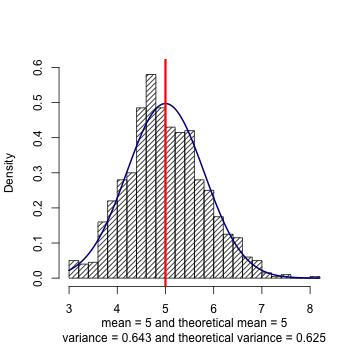 0.6
0.5
0.4
0.3
0.2
0.1
0.0
Density
3 4 5 6 7 8
mean = 5 and theoretical mean = 5
variance = 0.643 and theoretical variance = 0.625